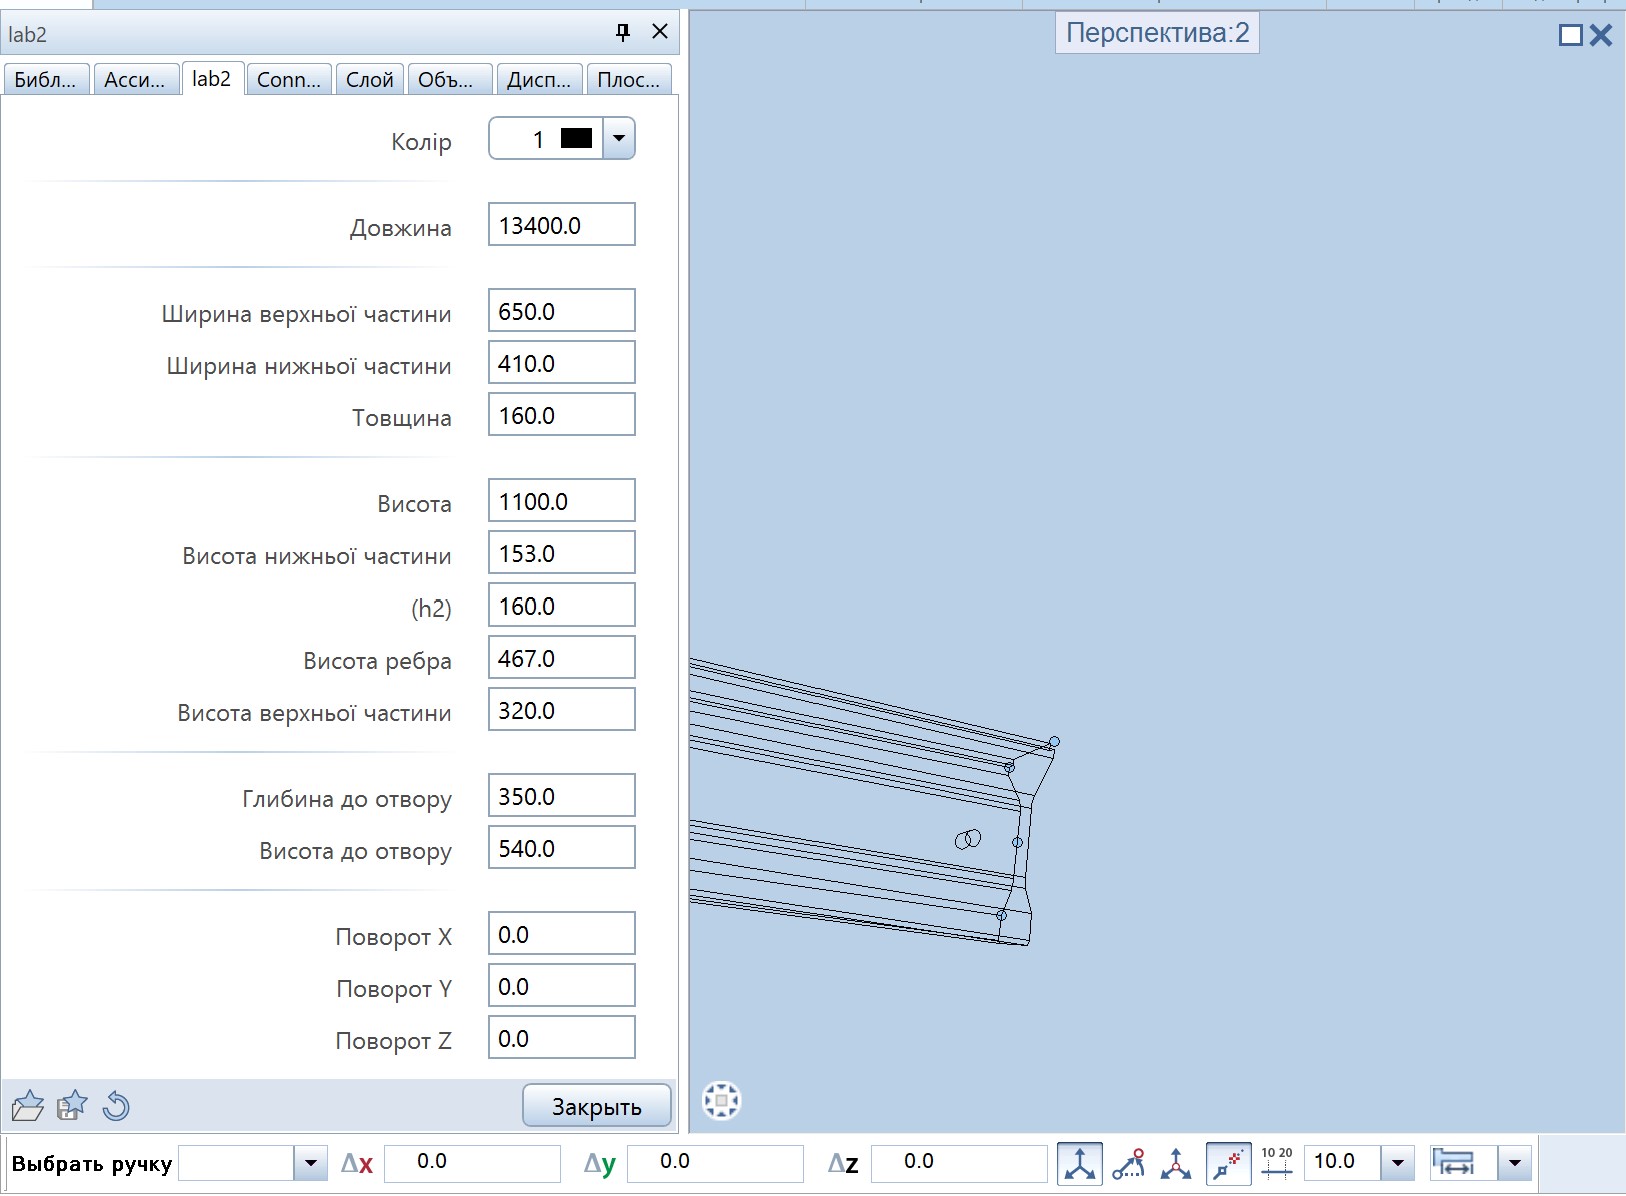 lab2
Перспектива:2
Библ...
Асси...
lab2
Conn...
Слой
Объ...
Дисп...
Плос...
Колір
1
Довжина
13400.0
Ширина верхньої частини
650.0
Ширина нижньої частини
410.0
Товщина
160.0
Висота
1100.0
Висота нижньої частини
153.0
(h2)
160.0
Висота ребра
467.0
Висота верхньої частини
320.0
Глибина до отвору
350.0
Висота до отвору
540.0
Поворот X
0.0
Поворот Y
0.0
Поворот Z
0.0
Закрыть
Выбрать ручку
Δx
0.0
Δy
0.0
Δz
0.0
10 20
10.0